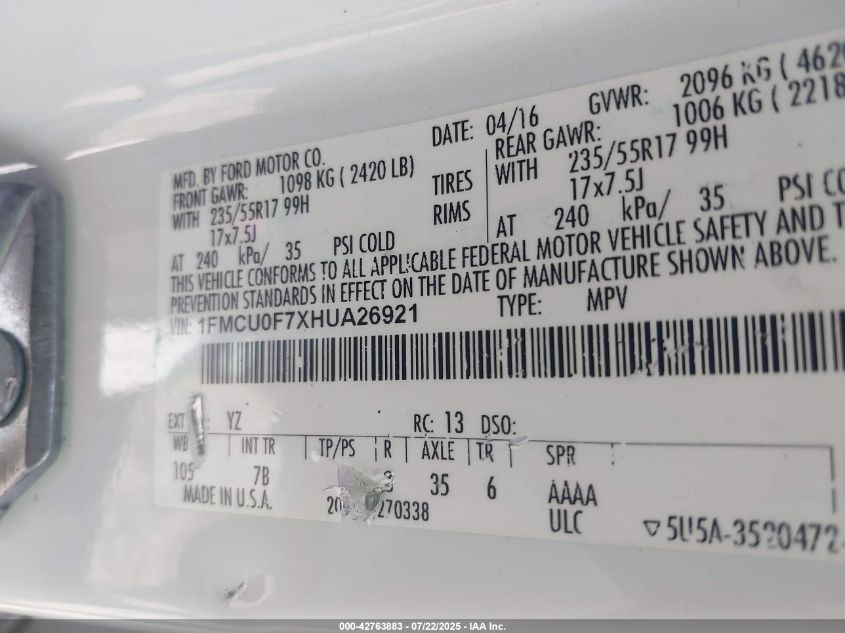 MFD. BY FORD MOTOR CO. DATE: 04/16 GVWR: 2096 KG ( 4620
FRONT GAWR: 1098 KG ( 2420 LB) REAR GAWR: 1006 KG ( 2218
WITH 235/55R17 99H TIRES WITH 235/55R17 99H
17x7.5J RIMS 17x7.5J
AT 240 kPa/ 35 PSI COLD AT 240 kPa/ 35 PSI CO
THIS VEHICLE CONFORMS TO ALL APPLICABLE FEDERAL MOTOR VEHICLE SAFETY AND T
PREVENTION STANDARDS IN EFFECT ON THE DATE OF MANUFACTURE SHOWN ABOVE.
VIN: 1FMCU0F7XHUA26921 TYPE: MPV
EXT YZ RC: 13 DSO:
WB INT TR TP/PS R AXLE TR SPR
105 7B 35 6 AAAA
MADE IN U.S.A. 270338 ULC
▽5U5A-3520472-
000-42763883 - 07/22/2025 - IAA Inc.